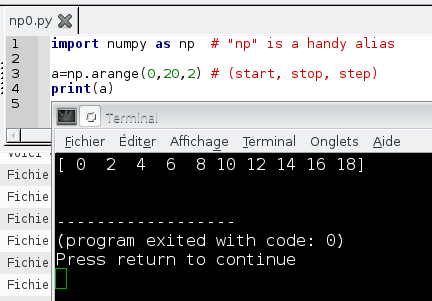 np0.py
1 import numpy as np # "np" is a handy alias
2
3 a=np.arange(0,20,2) # (start, stop, step)
4 print(a)
5
Terminal
Fichier Éditer Affichage Terminal Onglets Aide
[ 0 2 4 6 8 10 12 14 16 18]
------------------
(program exited with code: 0)
Press return to continue
Fichie
Fichie
Fichie
Fichie
Fichie
Fichie